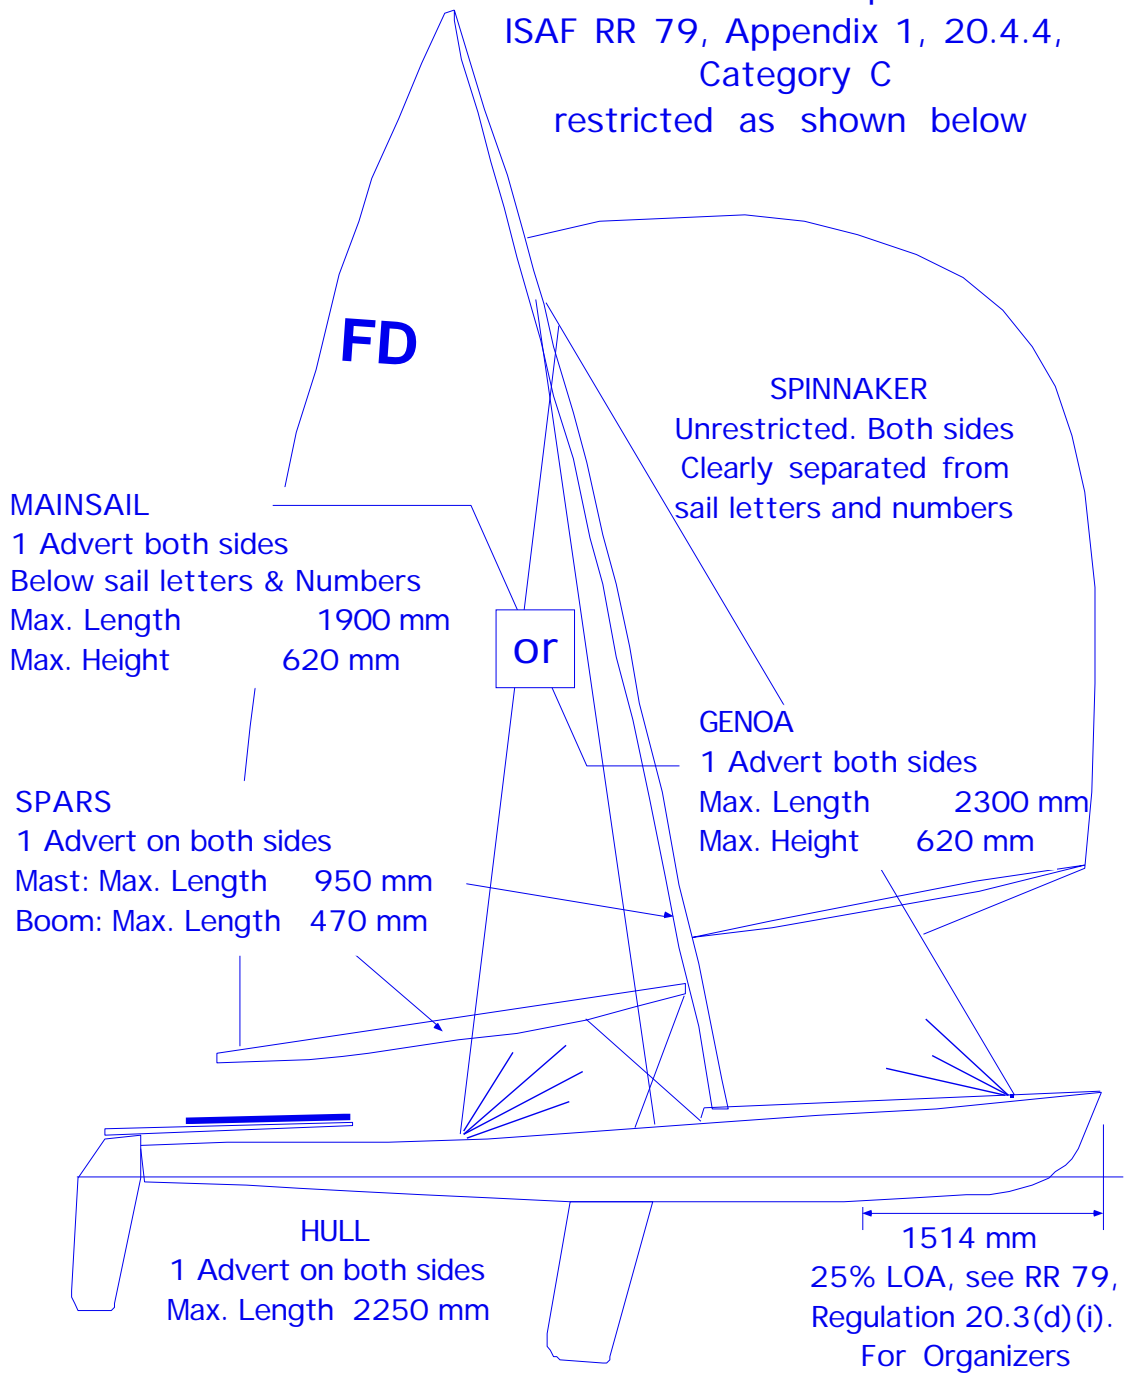 ISAF RR 79, Appendix 1, 20.4.4,
Category C
restricted as shown below
FD
SPINNAKER
Unrestricted. Both sides
Clearly separated from
sail letters and numbers
MAINSAIL
1 Advert both sides
Below sail letters & Numbers
Max. Length 1900 mm
Max. Height 620 mm
or
GENOA
1 Advert both sides
Max. Length 2300 mm
Max. Height 620 mm
SPARS
1 Advert on both sides
Mast: Max. Length 950 mm
Boom: Max. Length 470 mm
HULL
1 Advert on both sides
Max. Length 2250 mm
1514 mm
25% LOA, see RR 79,
Regulation 20.3(d)(i).
For Organizers